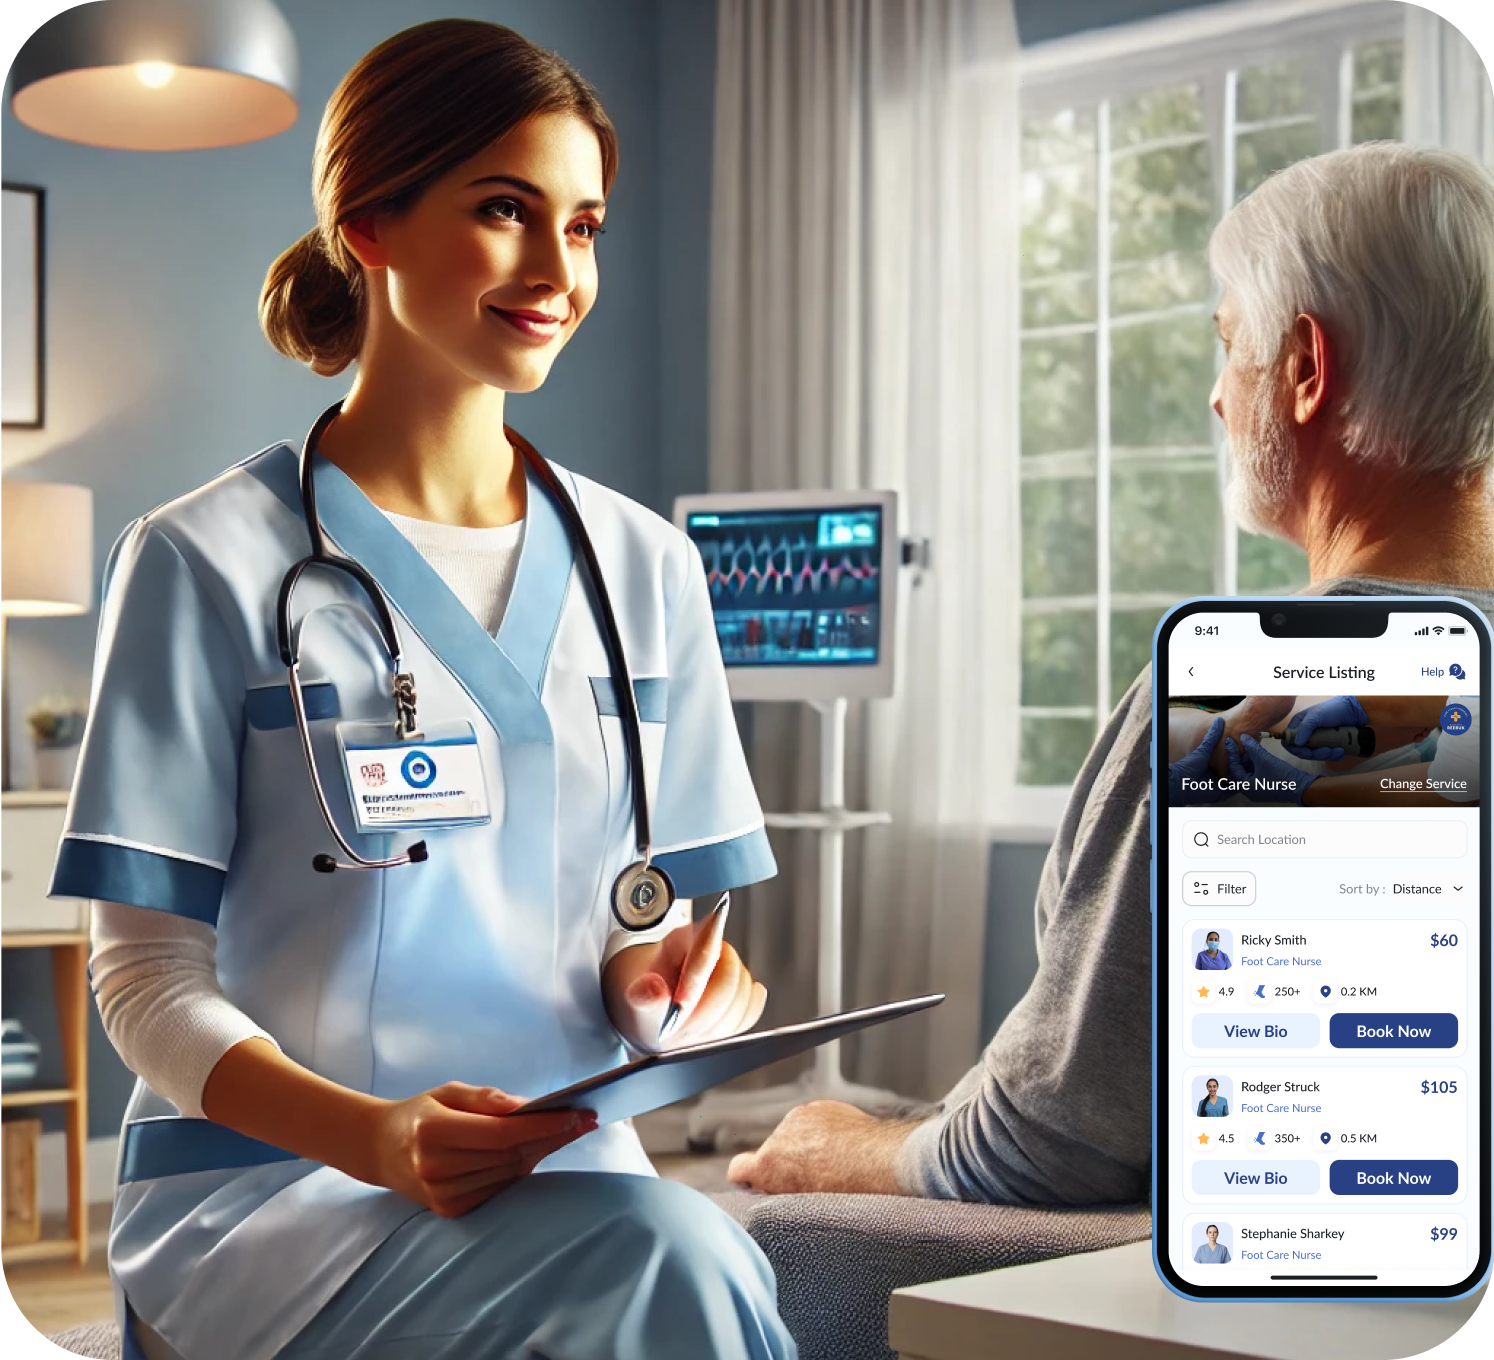 9:41
Service Listing
Help
Foot Care Nurse
Change Service
Search Location
Filter
Sort by : Distance
Ricky Smith
$60
Foot Care Nurse
4.9
250+
0.2 KM
View Bio
Book Now
Rodger Struck
$105
Foot Care Nurse
4.5
350+
0.5 KM
View Bio
Book Now
Stephanie Sharkey
$99
Foot Care Nurse